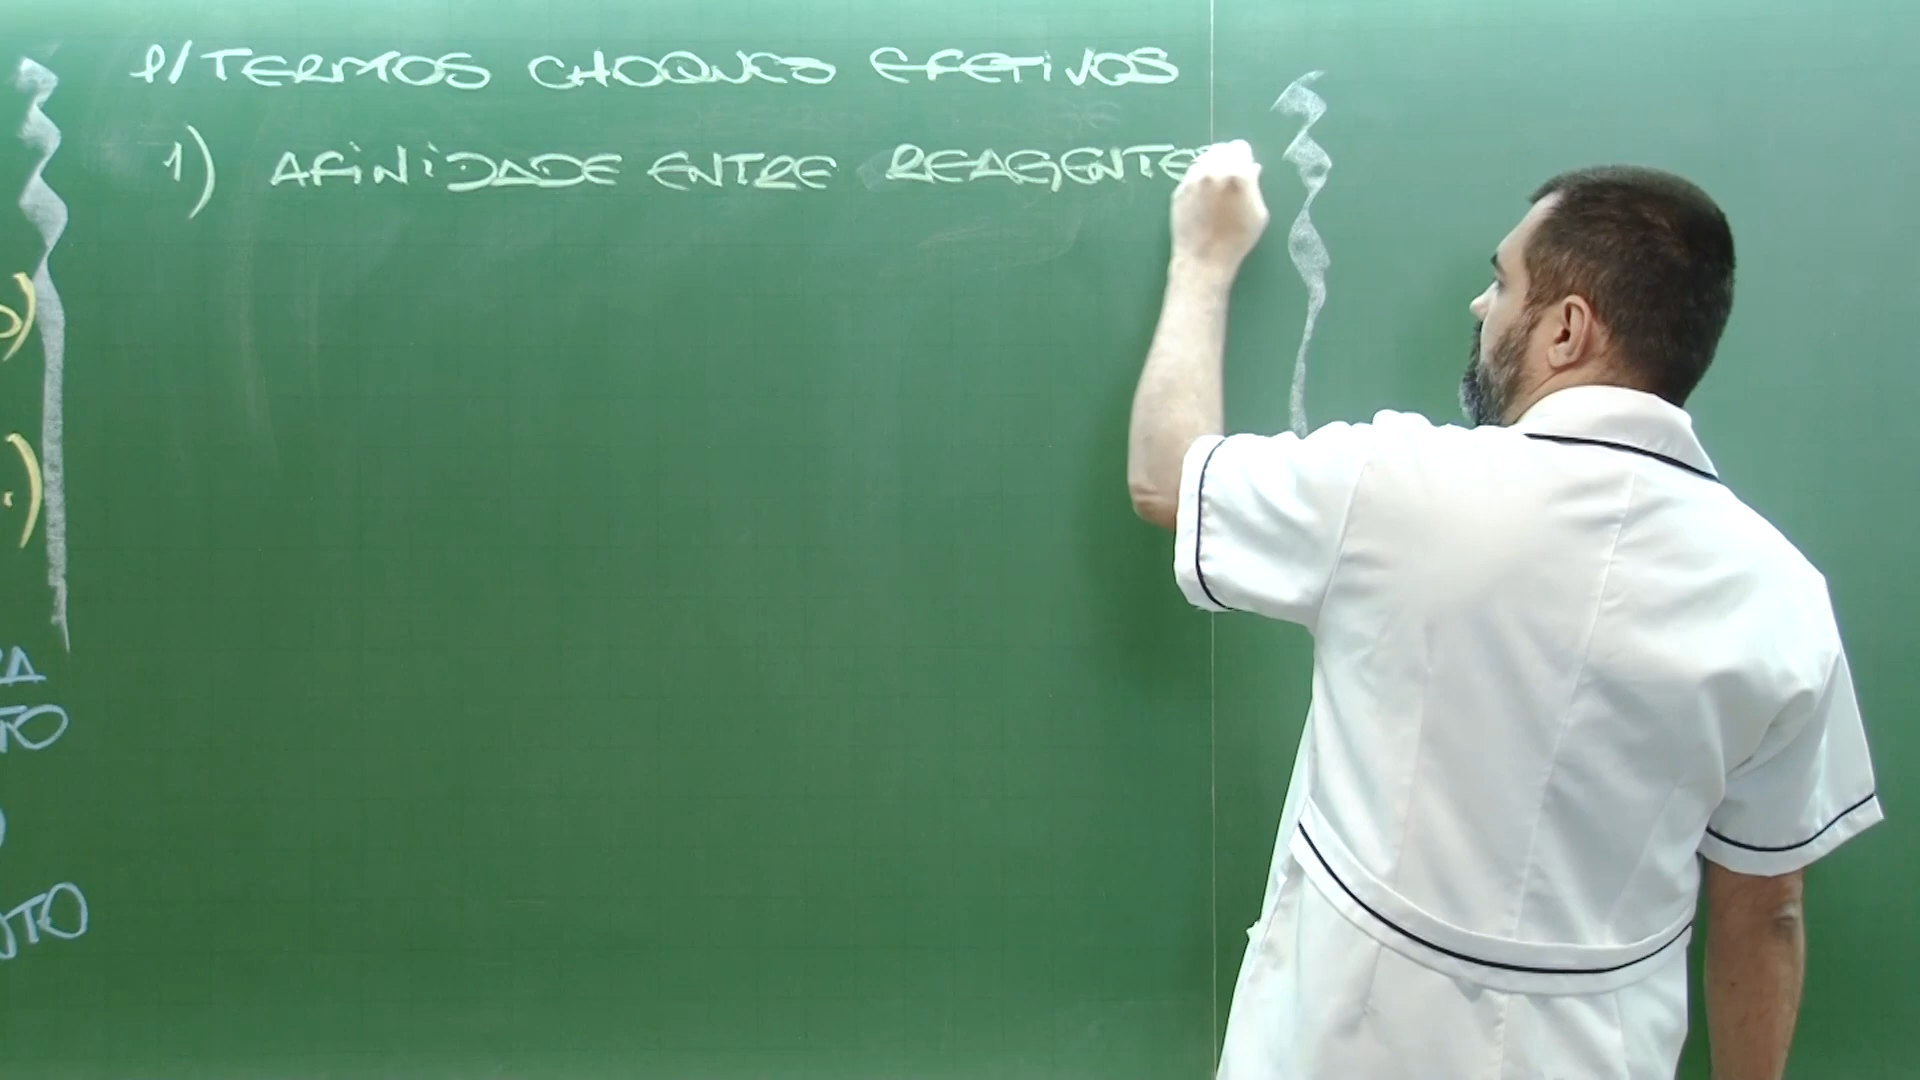 P/ TERMOS CHOQUES EFETIVOS
1) AFINIDADE ENTRE REAGENTES